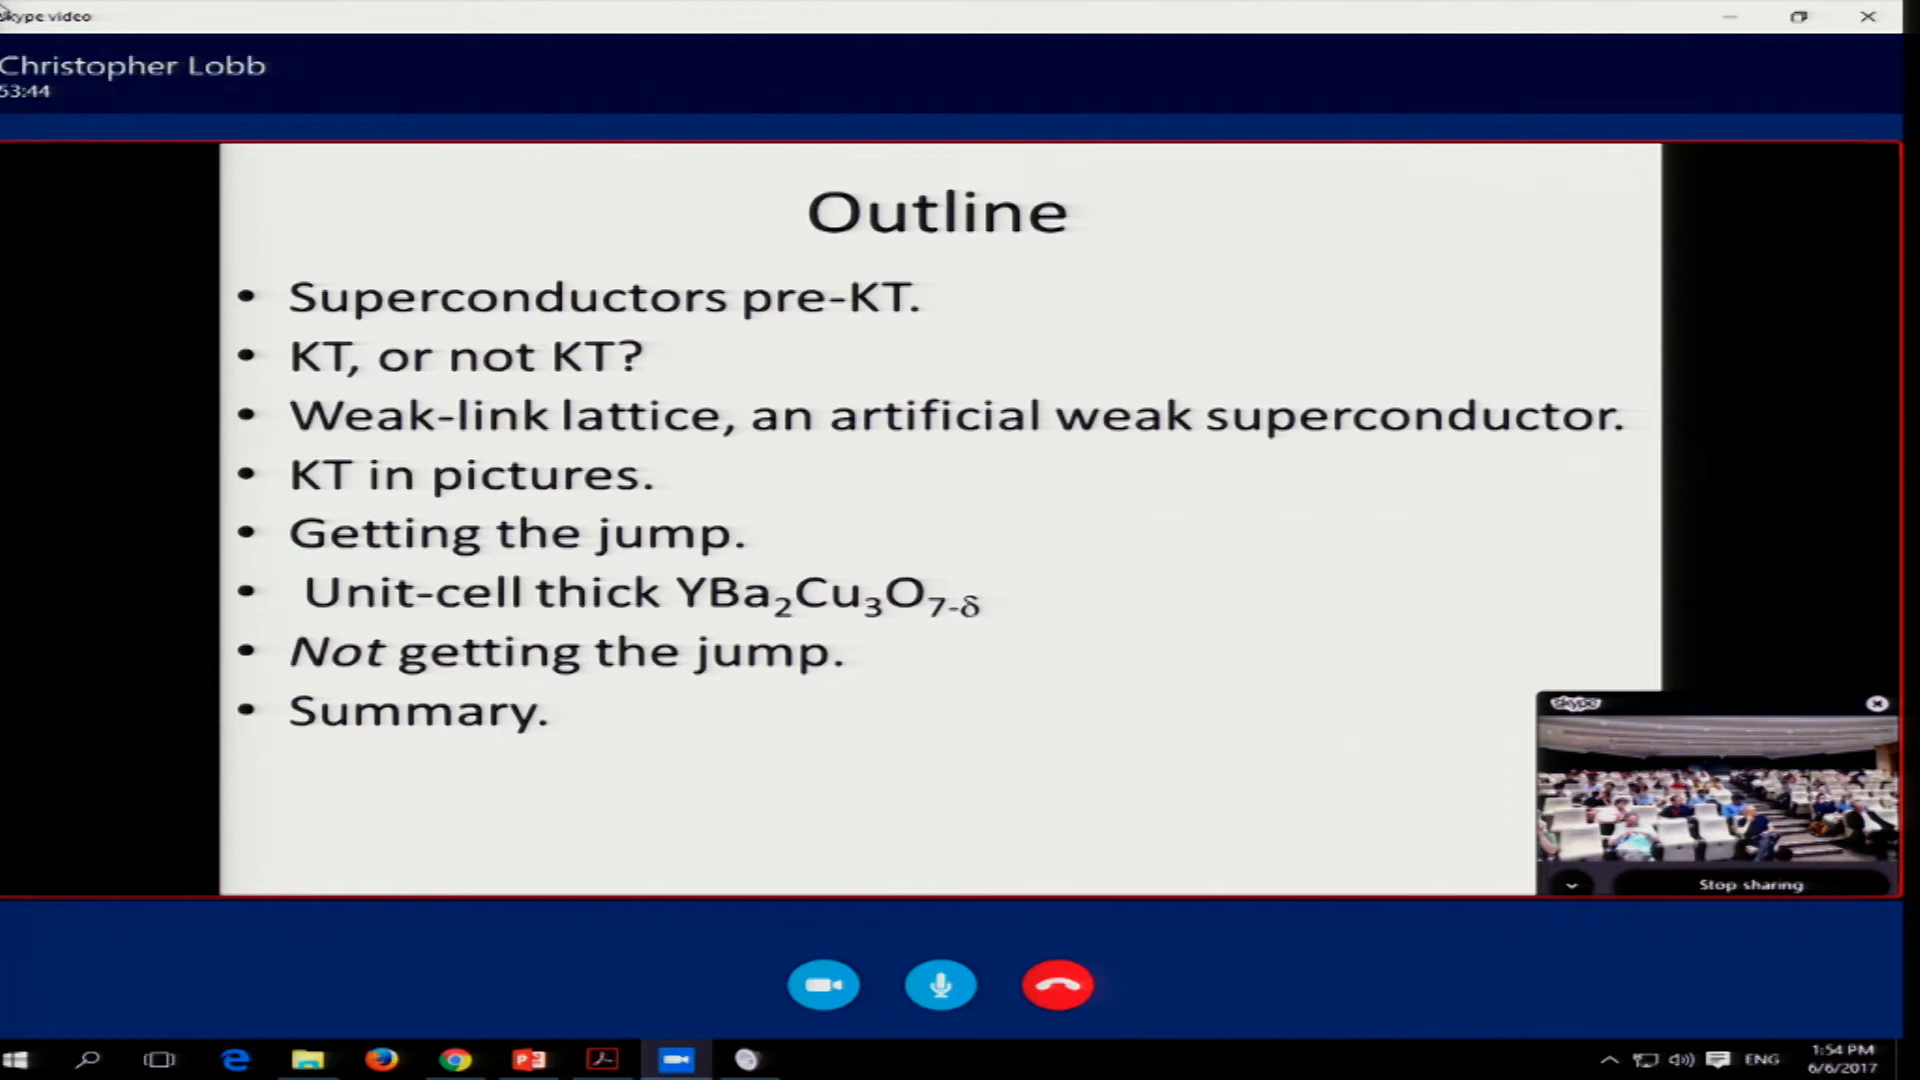 Skype video
Christopher Lobb
53:44
Outline
• Superconductors pre-KT.
• KT, or not KT?
• Weak-link lattice, an artificial weak superconductor.
• KT in pictures.
• Getting the jump.
• Unit-cell thick YBa₂Cu₃O₇₋δ
• Not getting the jump.
• Summary.
skype
Stop sharing
ENG
1:54 PM
6/6/2017